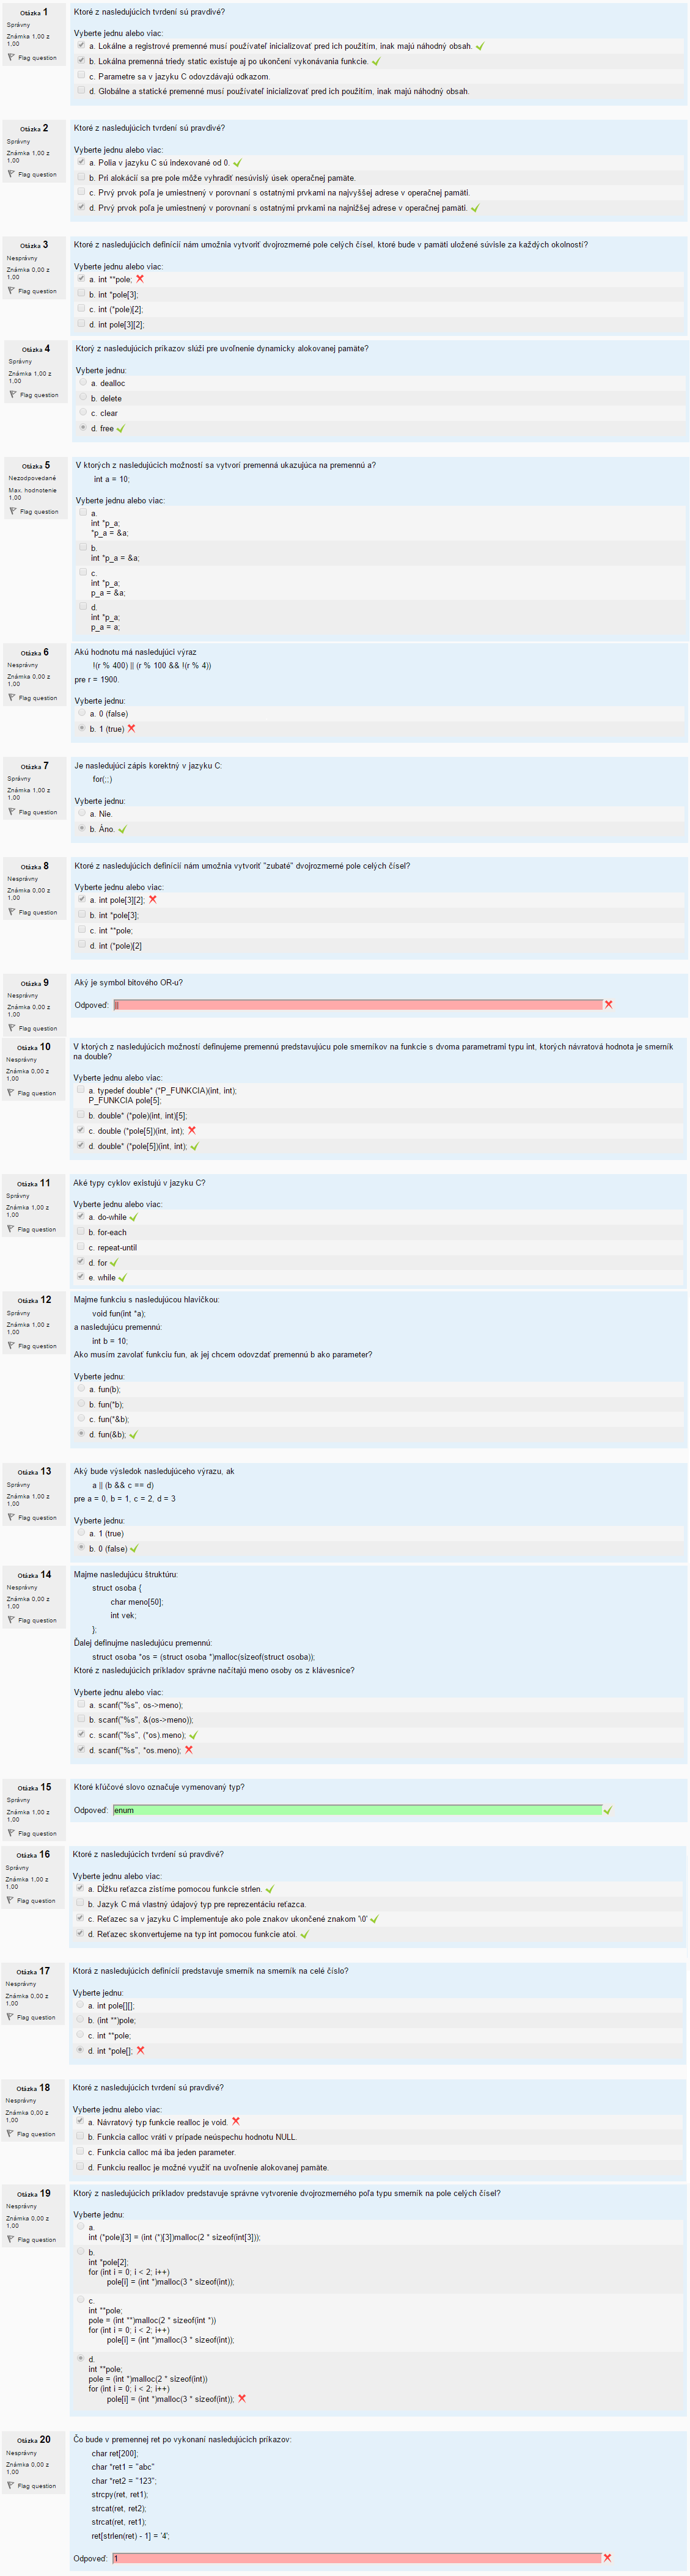 Otázka 1
Správny
Známka 1,00 z 1,00
Flag question
Ktoré z nasledujúcich tvrdení sú pravdivé?
Vyberte jednu alebo viac:
a. Lokálne a registrové premenné musí používateľ inicializovať pred ich použitím, inak majú náhodný obsah.
b. Lokálna premenná triedy static existuje aj po ukončení vykonávania funkcie.
c. Parametre sa v jazyku C odovzdávajú odkazom.
d. Globálne a statické premenné musí používateľ inicializovať pred ich použitím, inak majú náhodný obsah.
Otázka 2
Správny
Známka 1,00 z 1,00
Flag question
Ktoré z nasledujúcich tvrdení sú pravdivé?
Vyberte jednu alebo viac:
a. Polia v jazyku C sú indexované od 0.
b. Pri alokácií sa pre pole môže vyhradiť nesúvislý úsek operačnej pamäte.
c. Prvý prvok poľa je umiestnený v porovnaní s ostatnými prvkami na najvyššej adrese v operačnej pamäti.
d. Prvý prvok poľa je umiestnený v porovnaní s ostatnými prvkami na najnižšej adrese v operačnej pamäti.
Otázka 3
Nesprávny
Známka 0,00 z 1,00
Flag question
Ktoré z nasledujúcich definícií nám umožnia vytvoriť dvojrozmerné pole celých čísel, ktoré bude v pamäti uložené súvisle za každých okolností?
Vyberte jednu alebo viac:
a. int **pole;
b. int *pole[3];
c. int (*pole)[2];
d. int pole[3][2];
Otázka 4
Správny
Známka 1,00 z 1,00
Flag question
Ktorý z nasledujúcich príkazov slúži pre uvoľnenie dynamicky alokovanej pamäte?
Vyberte jednu:
a. dealloc
b. delete
c. clear
d. free
Otázka 5
Nezodpovedané
Max. hodnotenie 1,00
Flag question
V ktorých z nasledujúcich možností sa vytvorí premenná ukazujúca na premennú a?
int a = 10;
Vyberte jednu alebo viac:
a.
int *p_a;
*p_a = &a;
b.
int *p_a = &a;
c.
int *p_a;
p_a = &a;
d.
int *p_a;
p_a = a;
Otázka 6
Nesprávny
Známka 0,00 z 1,00
Flag question
Akú hodnotu má nasledujúci výraz
!(r % 400) || (r % 100 && !(r % 4))
pre r = 1900.
Vyberte jednu:
a. 0 (false)
b. 1 (true)
Otázka 7
Správny
Známka 1,00 z 1,00
Flag question
Je nasledujúci zápis korektný v jazyku C:
for(;;)
Vyberte jednu:
a. Nie.
b. Áno.
Otázka 8
Nesprávny
Známka 0,00 z 1,00
Flag question
Ktoré z nasledujúcich definícií nám umožnia vytvoriť "zubaté" dvojrozmerné pole celých čísel?
Vyberte jednu alebo viac:
a. int pole[3][2];
b. int *pole[3];
c. int **pole;
d. int (*pole)[2]
Otázka 9
Nesprávny
Známka 0,00 z 1,00
Flag question
Aký je symbol bitového OR-u?
Odpoveď: ||
Otázka 10
Nesprávny
Známka 0,00 z 1,00
Flag question
V ktorých z nasledujúcich možností definujeme premennú predstavujúcu pole smerníkov na funkcie s dvoma parametrami typu int, ktorých návratová hodnota je smerník
na double?
Vyberte jednu alebo viac:
a. typedef double* (*P_FUNKCIA)(int, int);
P_FUNKCIA pole[5];
b. double* (*pole)(int, int)[5];
c. double (*pole[5])(int, int);
d. double* (*pole[5])(int, int);
Otázka 11
Správny
Známka 1,00 z 1,00
Flag question
Aké typy cyklov existujú v jazyku C?
Vyberte jednu alebo viac:
a. do-while
b. for-each
c. repeat-until
d. for
e. while
Otázka 12
Správny
Známka 1,00 z 1,00
Flag question
Majme funkciu s nasledujúcou hlavičkou:
void fun(int *a);
a nasledujúcu premennú:
int b = 10;
Ako musím zavolať funkciu fun, ak jej chcem odovzdať premennú b ako parameter?
Vyberte jednu:
a. fun(b);
b. fun(*b);
c. fun(*&b);
d. fun(&b);
Otázka 13
Správny
Známka 1,00 z 1,00
Flag question
Aký bude výsledok nasledujúceho výrazu, ak
a || (b && c == d)
pre a = 0, b = 1, c = 2, d = 3
Vyberte jednu:
a. 1 (true)
b. 0 (false)
Otázka 14
Nesprávny
Známka 0,00 z 1,00
Flag question
Majme nasledujúcu štruktúru:
struct osoba {
char meno[50];
int vek;
};
Ďalej definujme nasledujúcu premennú:
struct osoba *os = (struct osoba *)malloc(sizeof(struct osoba));
Ktoré z nasledujúcich príkladov správne načítajú meno osoby os z klávesnice?
Vyberte jednu alebo viac:
a. scanf("%s", os->meno);
b. scanf("%s", &(os->meno));
c. scanf("%s", (*os).meno);
d. scanf("%s", *os.meno);
Otázka 15
Správny
Známka 1,00 z 1,00
Flag question
Ktoré kľúčové slovo označuje vymenovaný typ?
Odpoveď: enum
Otázka 16
Správny
Známka 1,00 z 1,00
Flag question
Ktoré z nasledujúcich tvrdení sú pravdivé?
Vyberte jednu alebo viac:
a. Dĺžku reťazca zistíme pomocou funkcie strlen.
b. Jazyk C má vlastný údajový typ pre reprezentáciu reťazca.
c. Reťazec sa v jazyku C implementuje ako pole znakov ukončené znakom '\0'
d. Reťazec skonvertujeme na typ int pomocou funkcie atoi.
Otázka 17
Nesprávny
Známka 0,00 z 1,00
Flag question
Ktorá z nasledujúcich definícií predstavuje smerník na smerník na celé číslo?
Vyberte jednu:
a. int pole[][];
b. (int **)pole;
c. int **pole;
d. int *pole[];
Otázka 18
Nesprávny
Známka 0,00 z 1,00
Flag question
Ktoré z nasledujúcich tvrdení sú pravdivé?
Vyberte jednu alebo viac:
a. Návratový typ funkcie realloc je void.
b. Funkcia calloc vráti v prípade neúspechu hodnotu NULL.
c. Funkcia calloc má iba jeden parameter.
d. Funkciu realloc je možné využiť na uvoľnenie alokovanej pamäte.
Otázka 19
Nesprávny
Známka 0,00 z 1,00
Flag question
Ktorý z nasledujúcich príkladov predstavuje správne vytvorenie dvojrozmerného poľa typu smerník na pole celých čísel?
Vyberte jednu:
a.
int (*pole)[3] = (int (*)[3])malloc(2 * sizeof(int[3]));
b.
int *pole[2];
for (int i = 0; i < 2; i++)
pole[i] = (int *)malloc(3 * sizeof(int));
c.
int **pole;
pole = (int **)malloc(2 * sizeof(int *))
for (int i = 0; i < 2; i++)
pole[i] = (int *)malloc(3 * sizeof(int));
d.
int **pole;
pole = (int *)malloc(2 * sizeof(int))
for (int i = 0; i < 2; i++)
pole[i] = (int *)malloc(3 * sizeof(int));
Otázka 20
Nesprávny
Známka 0,00 z 1,00
Flag question
Čo bude v premennej ret po vykonaní nasledujúcich príkazov:
char ret[200];
char *ret1 = "abc"
char *ret2 = "123";
strcpy(ret, ret1);
strcat(ret, ret2);
strcat(ret, ret1);
ret[strlen(ret) - 1] = '4';
Odpoveď: 1